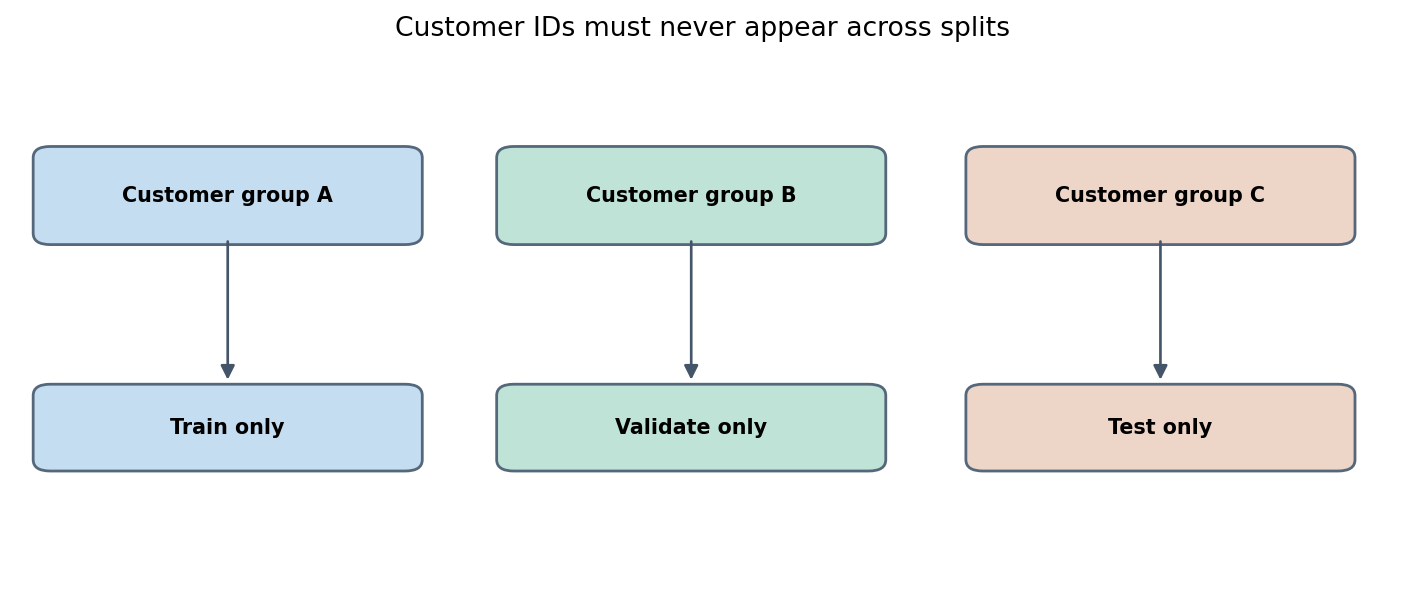 Customer IDs must never appear across splits
Customer group A
Customer group B
Customer group C
Train only
Validate only
Test only